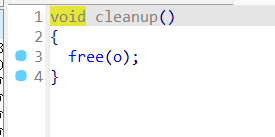 1 void cleanup()
2 {
3 free(o);
4 }